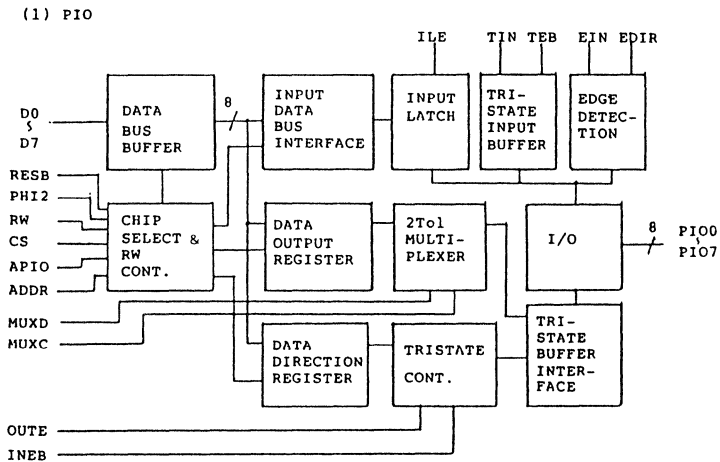 (1) PIO
ILE
TIN TEB
EIN EDIR
DATA
BUS
BUFFER
8
INPUT
DATA
BUS
INTERFACE
INPUT
LATCH
TRI-
STATE
INPUT
BUFFER
EDGE
DETEC-
TION
D0
D7
RESB
PHI2
RW
CS
APIO
ADDR
CHIP
SELECT &
RW
CONT.
DATA
OUTPUT
REGISTER
2To1
MULTI-
PLEXER
I/O
8
PIO0
PIO7
MUXD
MUXC
DATA
DIRECTION
REGISTER
TRISTATE
CONT.
TRI-
STATE
BUFFER
INTER-
FACE
OUTE
INEB